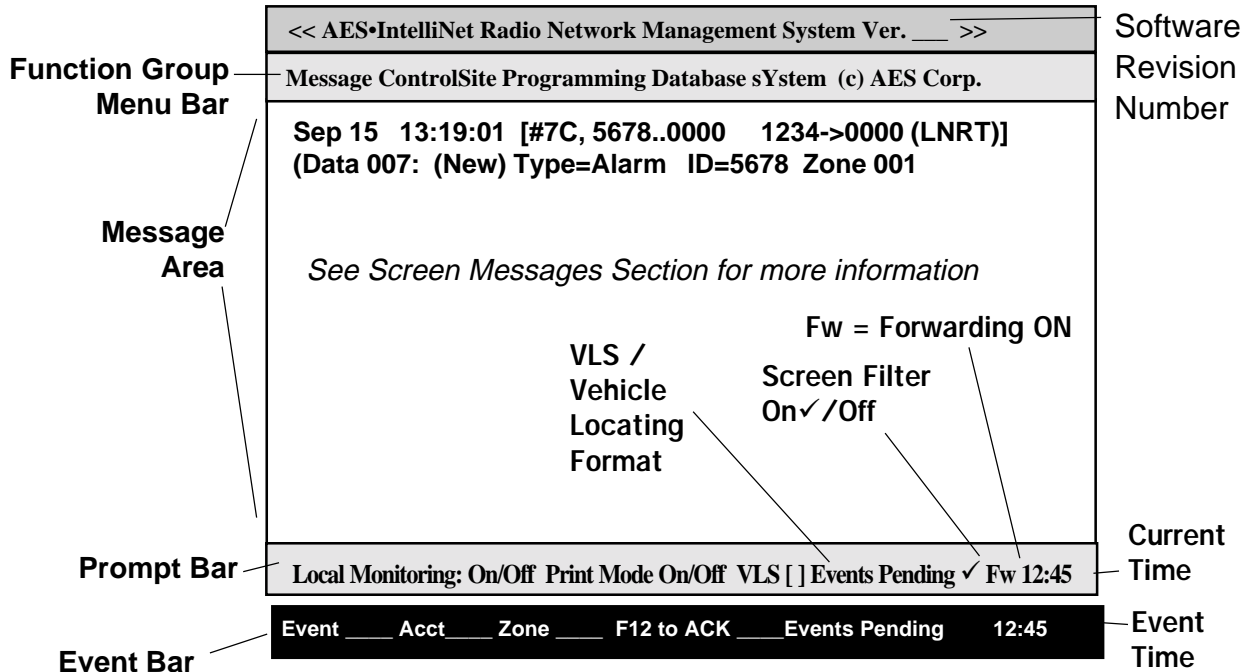 << AES•IntelliNet Radio Network Management System Ver. ___ >>
Software
Revision
Number
Function Group
Menu Bar
Message ControlSite Programming Database sYstem (c) AES Corp.
Sep 15 13:19:01 [#7C, 5678..0000 1234->0000 (LNRT)]
(Data 007: (New) Type=Alarm ID=5678 Zone 001
Message
Area
See Screen Messages Section for more information
Fw = Forwarding ON
VLS /
Vehicle
Locating
Format
Screen Filter
On✓/Off
Current
Time
Prompt Bar
Local Monitoring: On/Off Print Mode On/Off VLS [ ] Events Pending ✓ Fw 12:45
Event ____ Acct____ Zone ____ F12 to ACK ____Events Pending 12:45
Event
Time
Event Bar